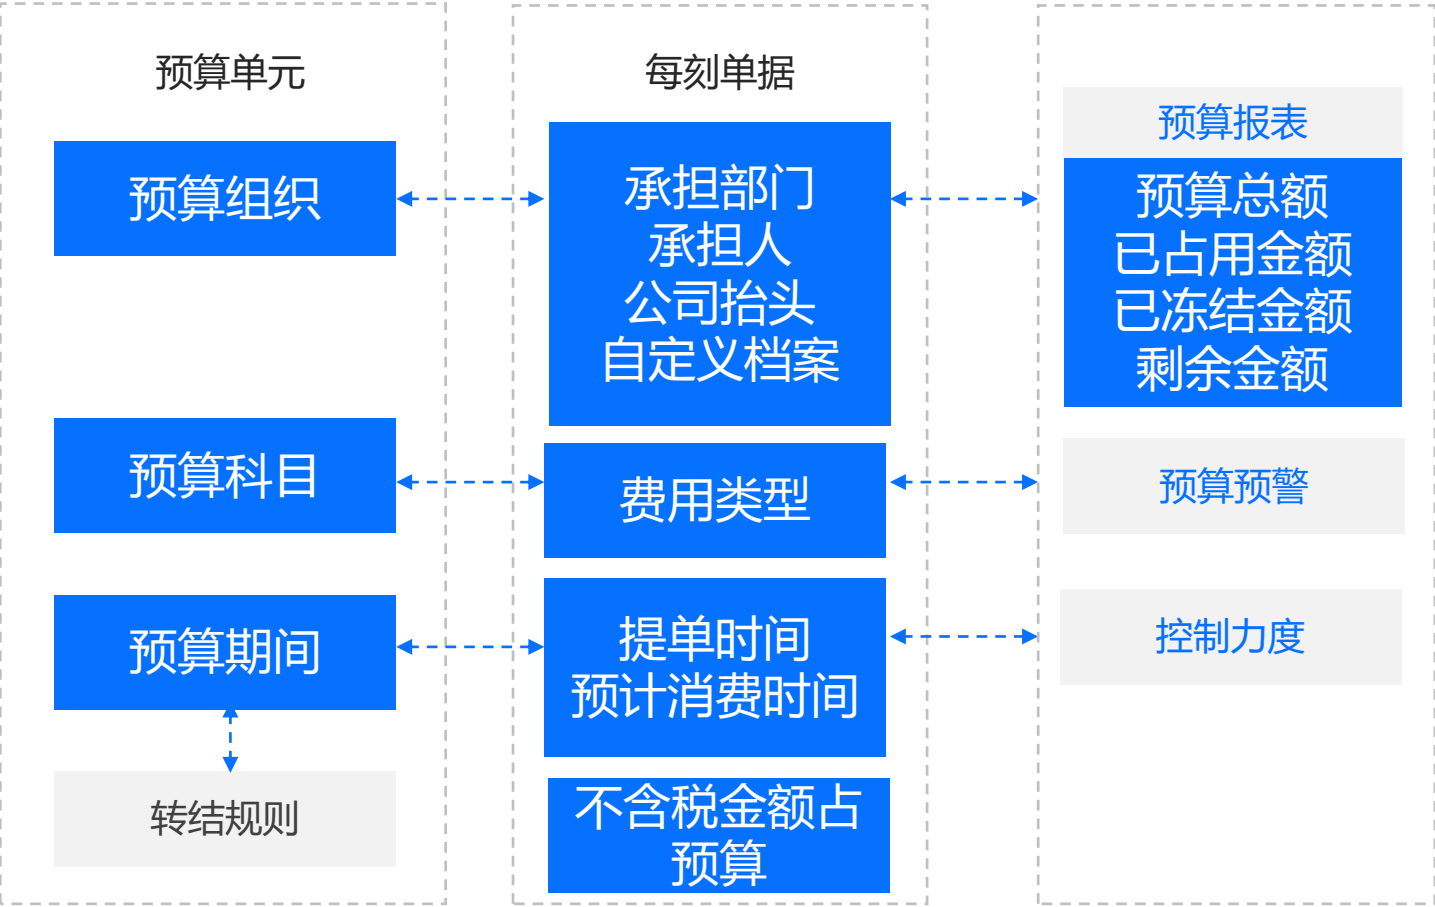 预算单元
预算组织
预算科目
预算期间
转结规则
每刻单据
承担部门
承担人
公司抬头
自定义档案
费用类型
提单时间
预计消费时间
不含税金额占
预算
预算报表
预算总额
已占用金额
已冻结金额
剩余金额
预算预警
控制力度